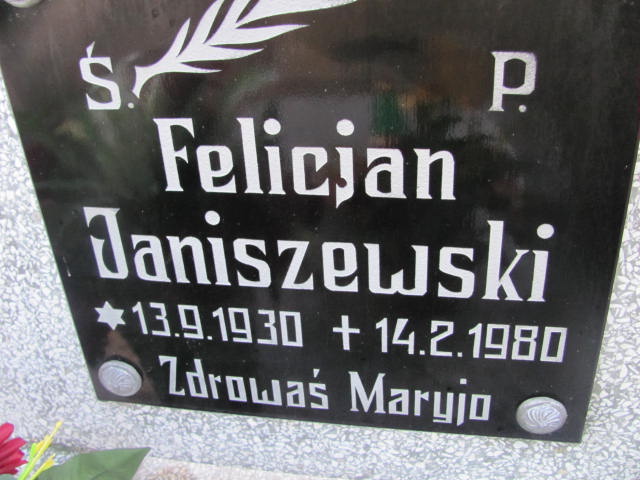 Ś. P.
Felicjan
Janiszewski
* 13.9.1930 + 14.2.1980
Zdrowaś Maryjo